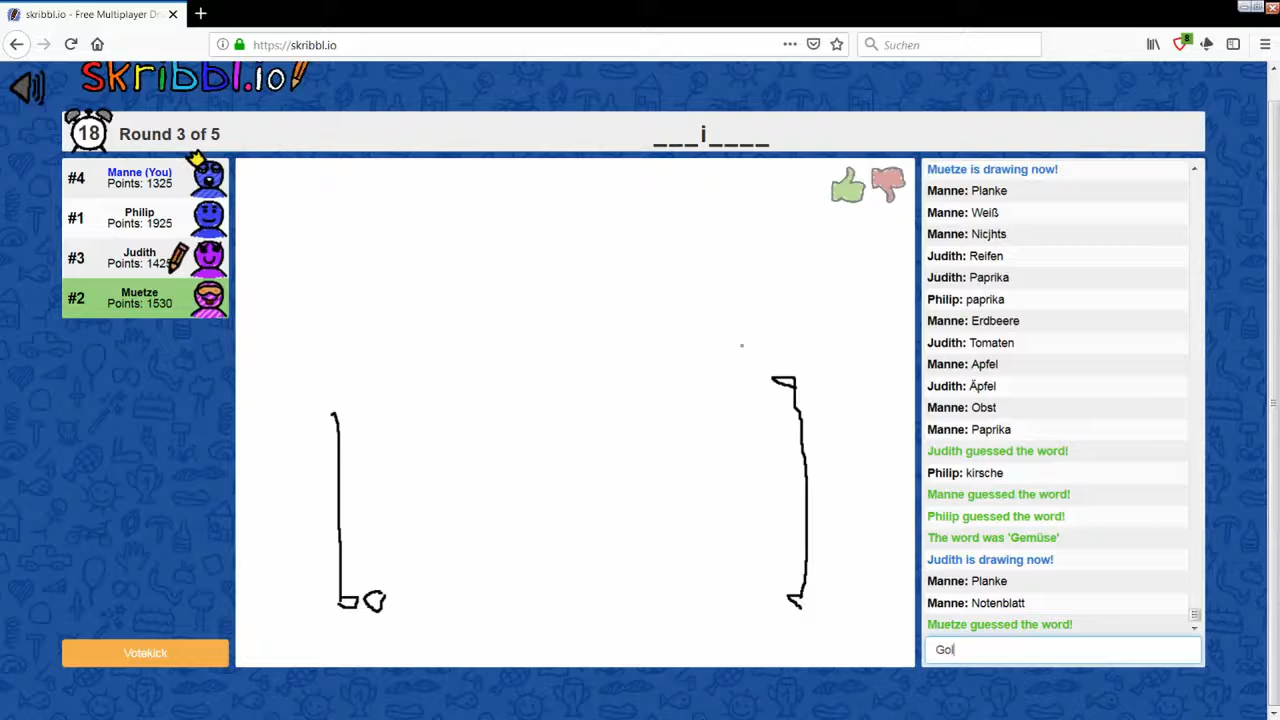 skribbl.io - Free Multiplayer Dr
https://skribbl.io
Suchen
8
skribbl.io!
18 Round 3 of 5
___i____
#4 Manne (You)
Points: 1325
#1 Philip
Points: 1925
#3 Judith
Points: 1425
#2 Muetze
Points: 1530
Votekick
Muetze is drawing now!
Manne: Planke
Manne: Weiß
Manne: Nicjhts
Judith: Reifen
Judith: Paprika
Philip: paprika
Manne: Erdbeere
Judith: Tomaten
Manne: Apfel
Judith: Äpfel
Manne: Obst
Manne: Paprika
Judith guessed the word!
Philip: kirsche
Manne guessed the word!
Philip guessed the word!
The word was 'Gemüse'
Judith is drawing now!
Manne: Planke
Manne: Notenblatt
Muetze guessed the word!
Gol